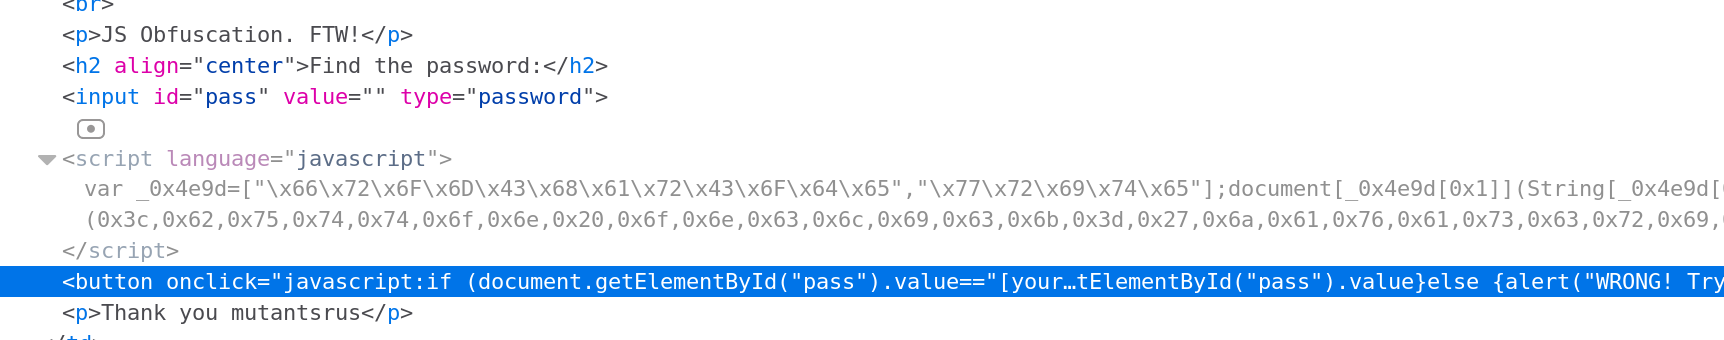 <br>
<p>JS Obfuscation. FTW!</p>
<h2 align="center">Find the password:</h2>
<input id="pass" value="" type="password">
<script language="javascript">
var _0x4e9d=["\x66\x72\x6F\x6D\x43\x68\x61\x72\x43\x6F\x64\x65","\x77\x72\x69\x74\x65"];document[_0x4e9d[0x1]](String[_0x4e9d[
(0x3c,0x62,0x75,0x74,0x74,0x6f,0x6e,0x20,0x6f,0x6e,0x63,0x6c,0x69,0x63,0x6b,0x3d,0x27,0x6a,0x61,0x76,0x61,0x73,0x63,0x72,0x69,
</script>
<button onclick="javascript:if (document.getElementById("pass").value=="[your…tElementById("pass").value}else {alert("WRONG! Try
<p>Thank you mutantsrus</p>